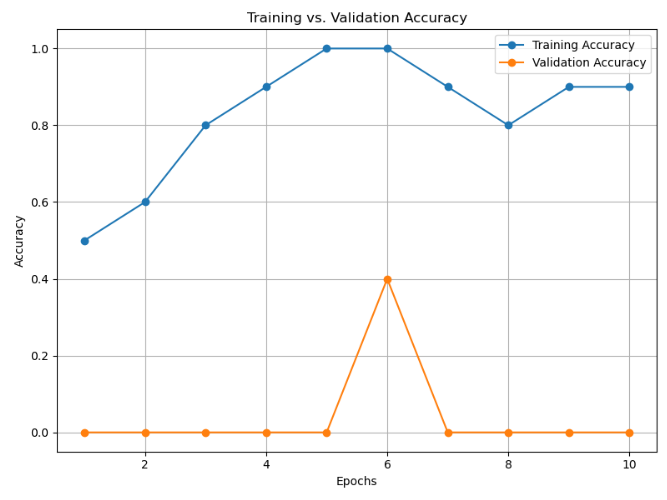 Training vs. Validation Accuracy
Training Accuracy
Validation Accuracy
Accuracy
1.0
0.8
0.6
0.4
0.2
0.0
2 4 6 8 10
Epochs